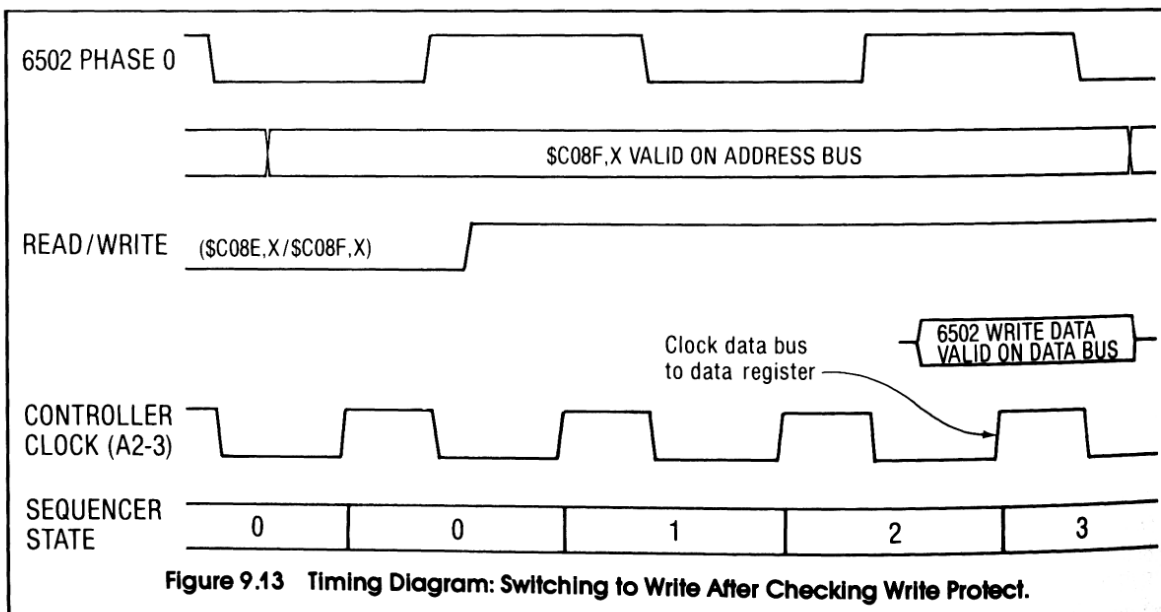 6502 PHASE 0
$C08F,X VALID ON ADDRESS BUS
READ/WRITE
($C08E,X/$C08F,X)
6502 WRITE DATA
VALID ON DATA BUS
Clock data bus
to data register
CONTROLLER
CLOCK (A2-3)
SEQUENCER
STATE
0 0 1 2 3
Figure 9.13 Timing Diagram: Switching to Write After Checking Write Protect.